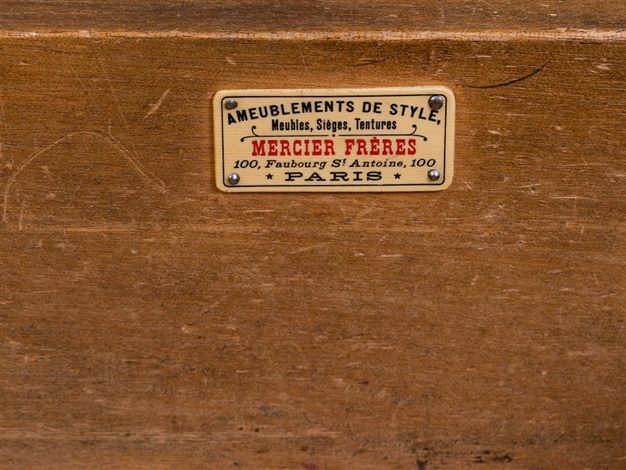 AMEUBLEMENTS DE STYLE,
Meubles, Sièges, Tentures
MERCIER FRÈRES
100, Faubourg St Antoine, 100
★ PARIS ★